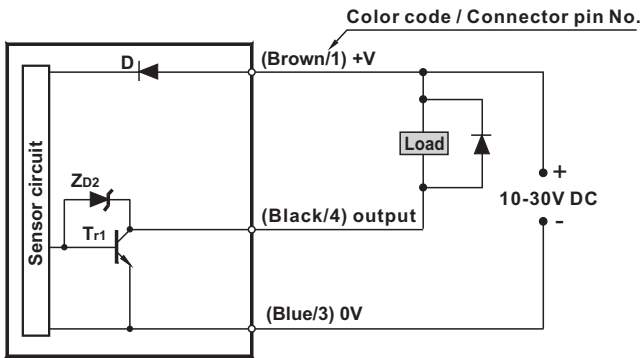 Color code / Connector pin No.
D
(Brown/1) +V
Load
Sensor circuit
ZD2
+
10-30V DC
-
(Black/4) output
Tr1
(Blue/3) 0V